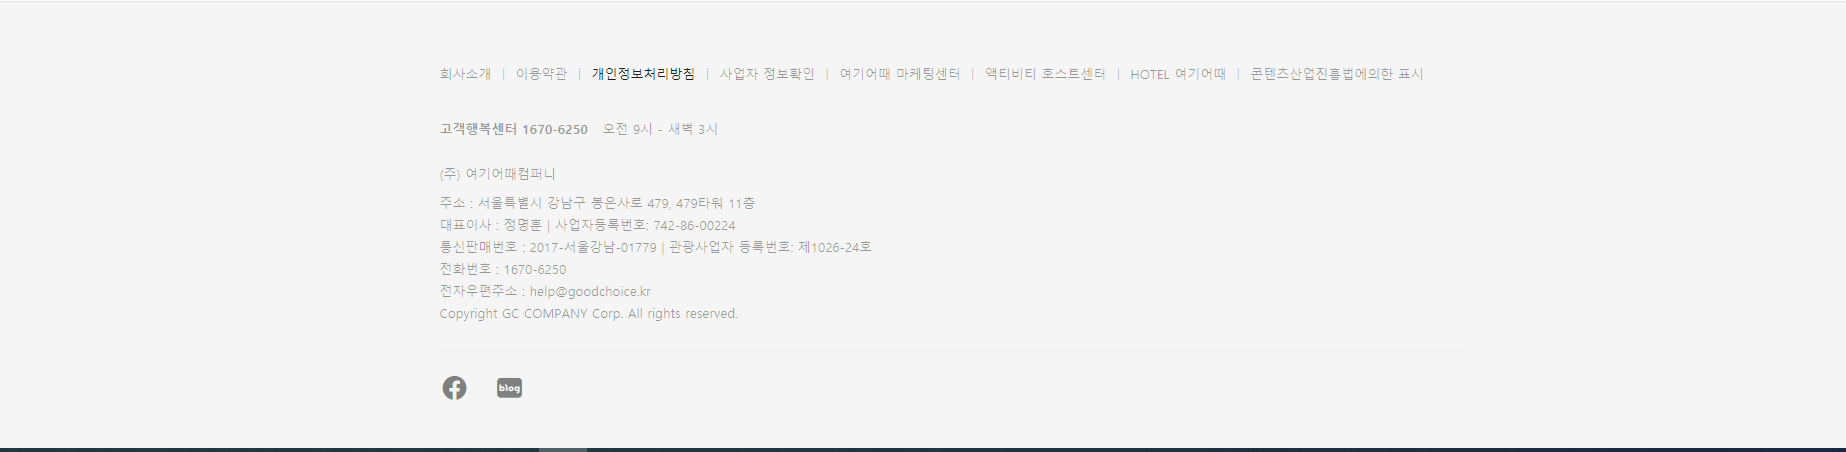 회사소개 | 이용약관 | 개인정보처리방침 | 사업자 정보확인 | 여기어때 마케팅센터 | 액티비티 호스트센터 | HOTEL 여기어때 | 콘텐츠산업진흥법에의한 표시
고객행복센터 1670-6250 오전 9시 - 새벽 3시
(주) 여기어때컴퍼니
주소 : 서울특별시 강남구 봉은사로 479, 479타워 11층
대표이사 : 정명훈 | 사업자등록번호: 742-86-00224
통신판매번호 : 2017-서울강남-01779 | 관광사업자 등록번호: 제1026-24호
전화번호 : 1670-6250
전자우편주소 : help@goodchoice.kr
Copyright GC COMPANY Corp. All rights reserved.
blog